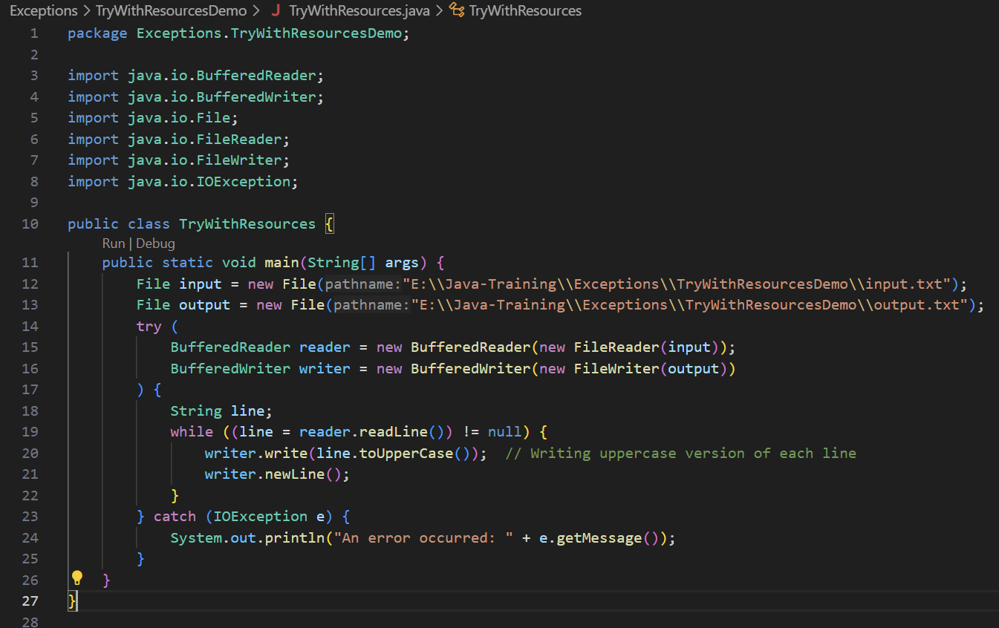 Exceptions > TryWithResourcesDemo > J TryWithResources.java > TryWithResources
1 package Exceptions.TryWithResourcesDemo;
2
3 import java.io.BufferedReader;
4 import java.io.BufferedWriter;
5 import java.io.File;
6 import java.io.FileReader;
7 import java.io.FileWriter;
8 import java.io.IOException;
9
10 public class TryWithResources {
Run | Debug
11     public static void main(String[] args) {
12         File input = new File(pathname:"E:\\Java-Training\\Exceptions\\TryWithResourcesDemo\\input.txt");
13         File output = new File(pathname:"E:\\Java-Training\\Exceptions\\TryWithResourcesDemo\\output.txt");
14         try (
15             BufferedReader reader = new BufferedReader(new FileReader(input));
16             BufferedWriter writer = new BufferedWriter(new FileWriter(output))
17         ) {
18             String line;
19             while ((line = reader.readLine()) != null) {
20                 writer.write(line.toUpperCase());  // Writing uppercase version of each line
21                 writer.newLine();
22             }
23         } catch (IOException e) {
24             System.out.println("An error occurred: " + e.getMessage());
25         }
26     }
27 }
28